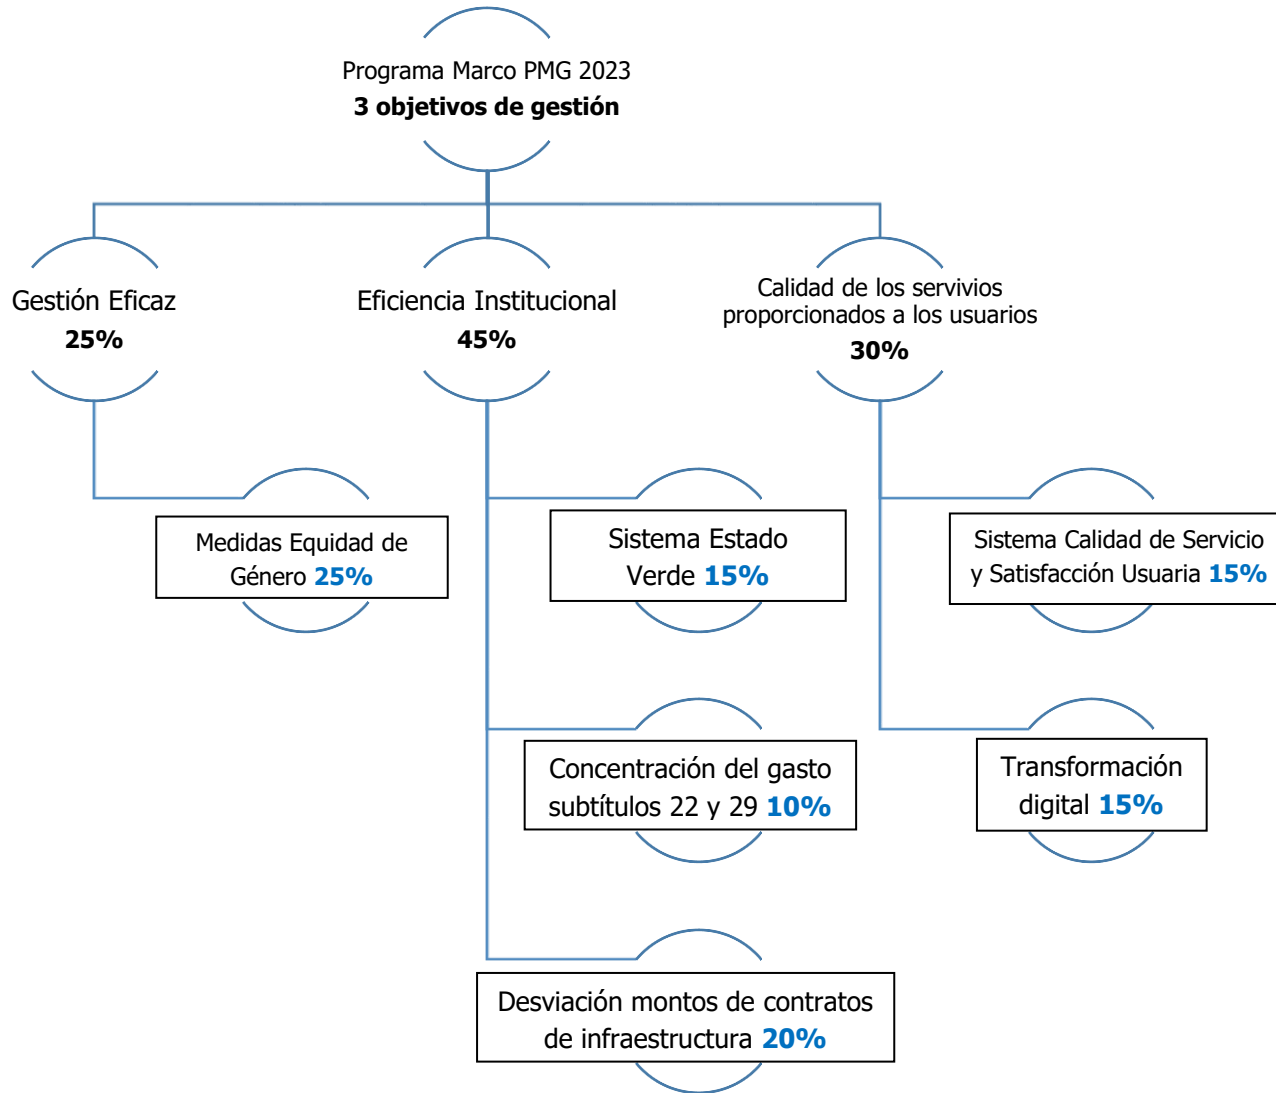 Programa Marco PMG 2023
3 objetivos de gestión
Gestión Eficaz
25%
Eficiencia Institucional
45%
Calidad de los servivios
proporcionados a los usuarios
30%
Medidas Equidad de
Género 25%
Sistema Estado
Verde 15%
Sistema Calidad de Servicio
y Satisfacción Usuaria 15%
Concentración del gasto
subtítulos 22 y 29 10%
Transformación
digital 15%
Desviación montos de contratos
de infraestructura 20%